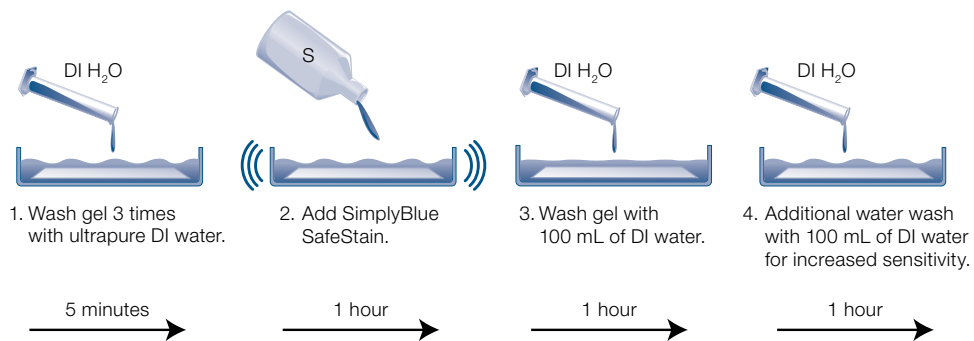 DI H₂O
S
DI H₂O
DI H₂O
1. Wash gel 3 times
with ultrapure DI water.
2. Add SimplyBlue
SafeStain.
3. Wash gel with
100 mL of DI water.
4. Additional water wash
with 100 mL of DI water
for increased sensitivity.
5 minutes
1 hour
1 hour
1 hour